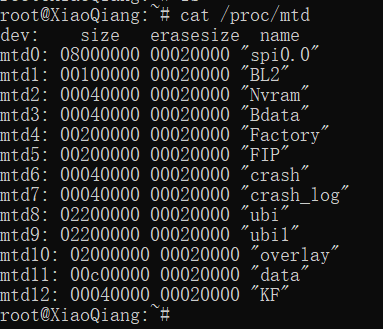 root@XiaoQiang:~# cat /proc/mtd
dev:    size   erasesize  name
mtd0: 08000000 00020000 "spi0.0"
mtd1: 00100000 00020000 "BL2"
mtd2: 00040000 00020000 "Nvram"
mtd3: 00040000 00020000 "Bdata"
mtd4: 00200000 00020000 "Factory"
mtd5: 00200000 00020000 "FIP"
mtd6: 00040000 00020000 "crash"
mtd7: 00040000 00020000 "crash_log"
mtd8: 02200000 00020000 "ubi"
mtd9: 02200000 00020000 "ubi1"
mtd10: 02000000 00020000 "overlay"
mtd11: 00c00000 00020000 "data"
mtd12: 00040000 00020000 "KF"
root@XiaoQiang:~#